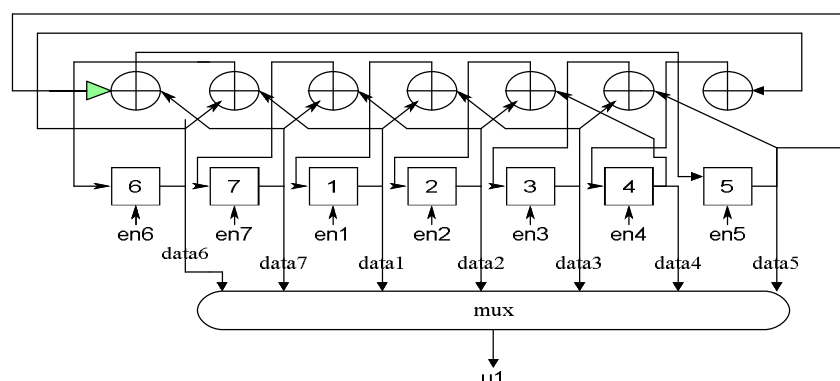 6 7 1 2 3 4 5
en6 en7 en1 en2 en3 en4 en5
data6 data7 data1 data2 data3 data4 data5
mux
u1